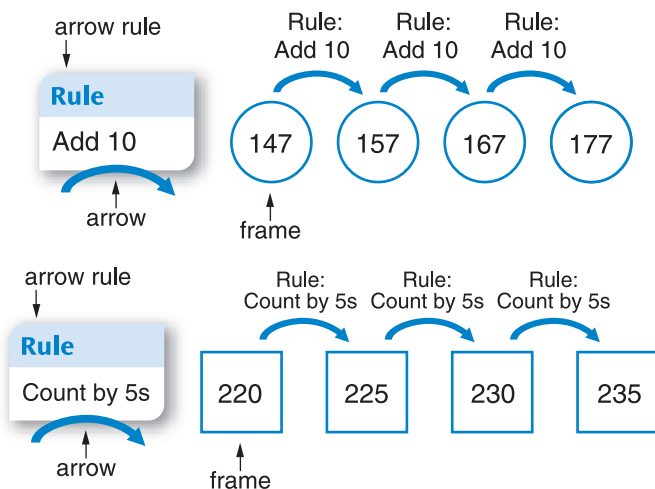 arrow rule
Rule
Add 10
arrow
Rule: Rule: Rule:
Add 10 Add 10 Add 10
147 157 167 177
frame
arrow rule
Rule
Count by 5s
arrow
Rule: Rule: Rule:
Count by 5s Count by 5s Count by 5s
220 225 230 235
frame